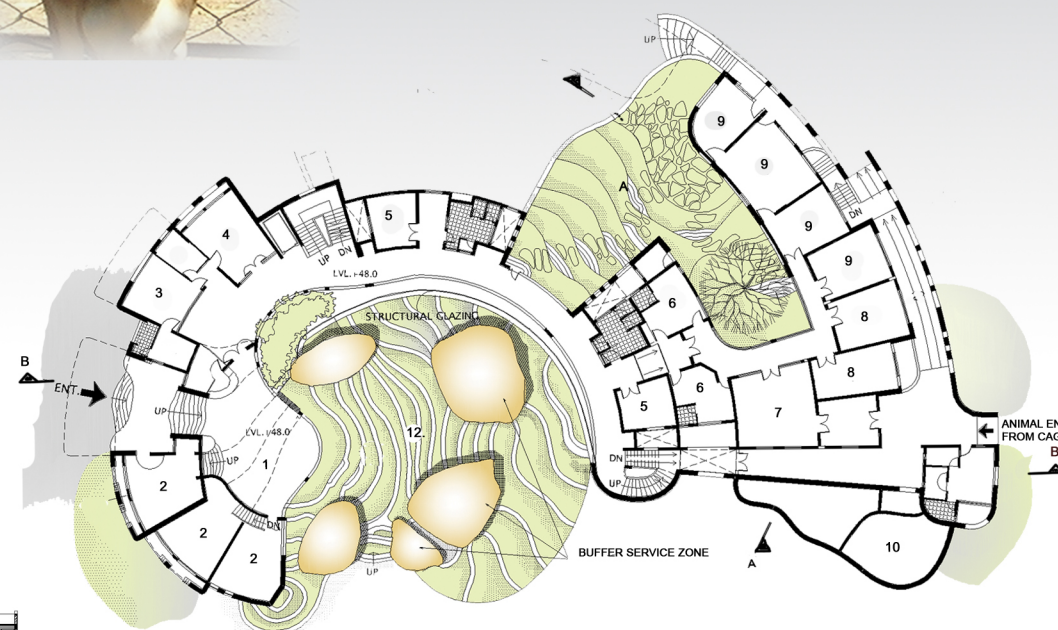 UP
A
9
9
9
9
8
8
DN
5
4
3
UP
DN
LVL. +48.0
STRUCTURAL GLAZING
B
ENT.
UP
LVL. +48.0
UP
1
2
2
2
DN
12.
UP
6
6
5
7
DN
UP
ANIMAL EN
FROM CAG
B
BUFFER SERVICE ZONE
A
10